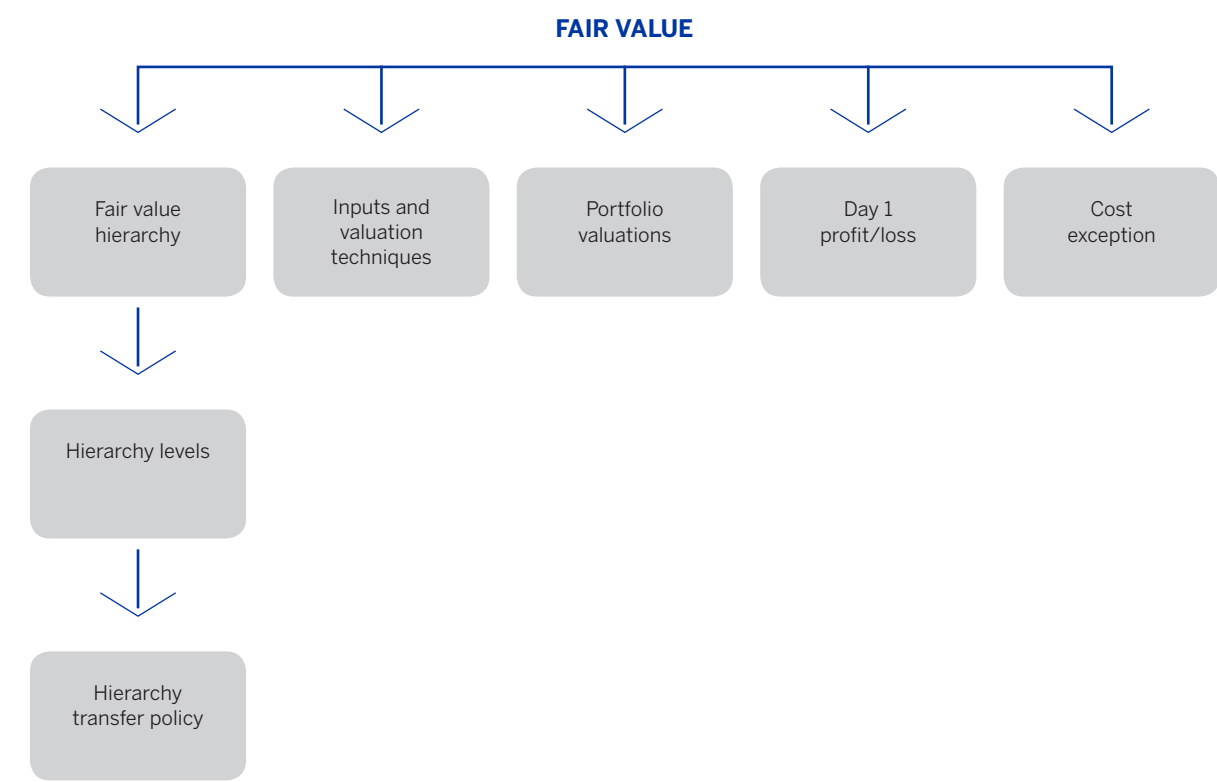 FAIR VALUE
Fair value
hierarchy
Inputs and
valuation
techniques
Portfolio
valuations
Day 1
profit/loss
Cost
exception
Hierarchy levels
Hierarchy
transfer policy